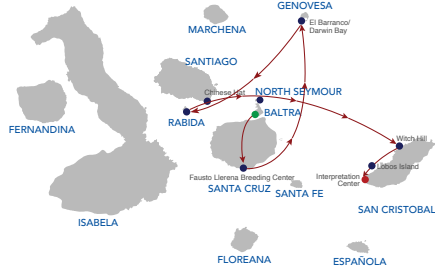 GENOVESA
El Barranco/
Darwin Bay
MARCHENA
SANTIAGO
Chinese Hat
NORTH SEYMOUR
RABIDA
BALTRA
FERNANDINA
Witch Hill
Lobos Island
Interpretation
Center
Fausto Llerena Breeding Center
SANTA CRUZ
SANTA FE
SAN CRISTOBAL
ISABELA
FLOREANA
ESPAÑOLA